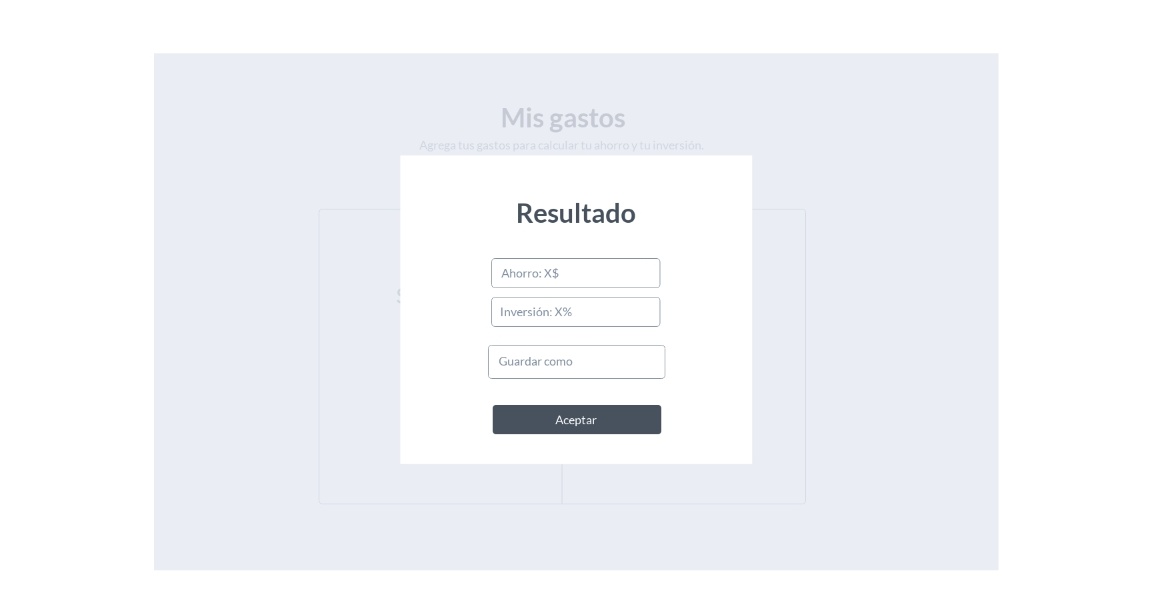 Mis gastos
Agrega tus gastos para calcular tu ahorro y tu inversión.
Resultado
Ahorro: X$
Inversión: X%
Guardar como
Aceptar